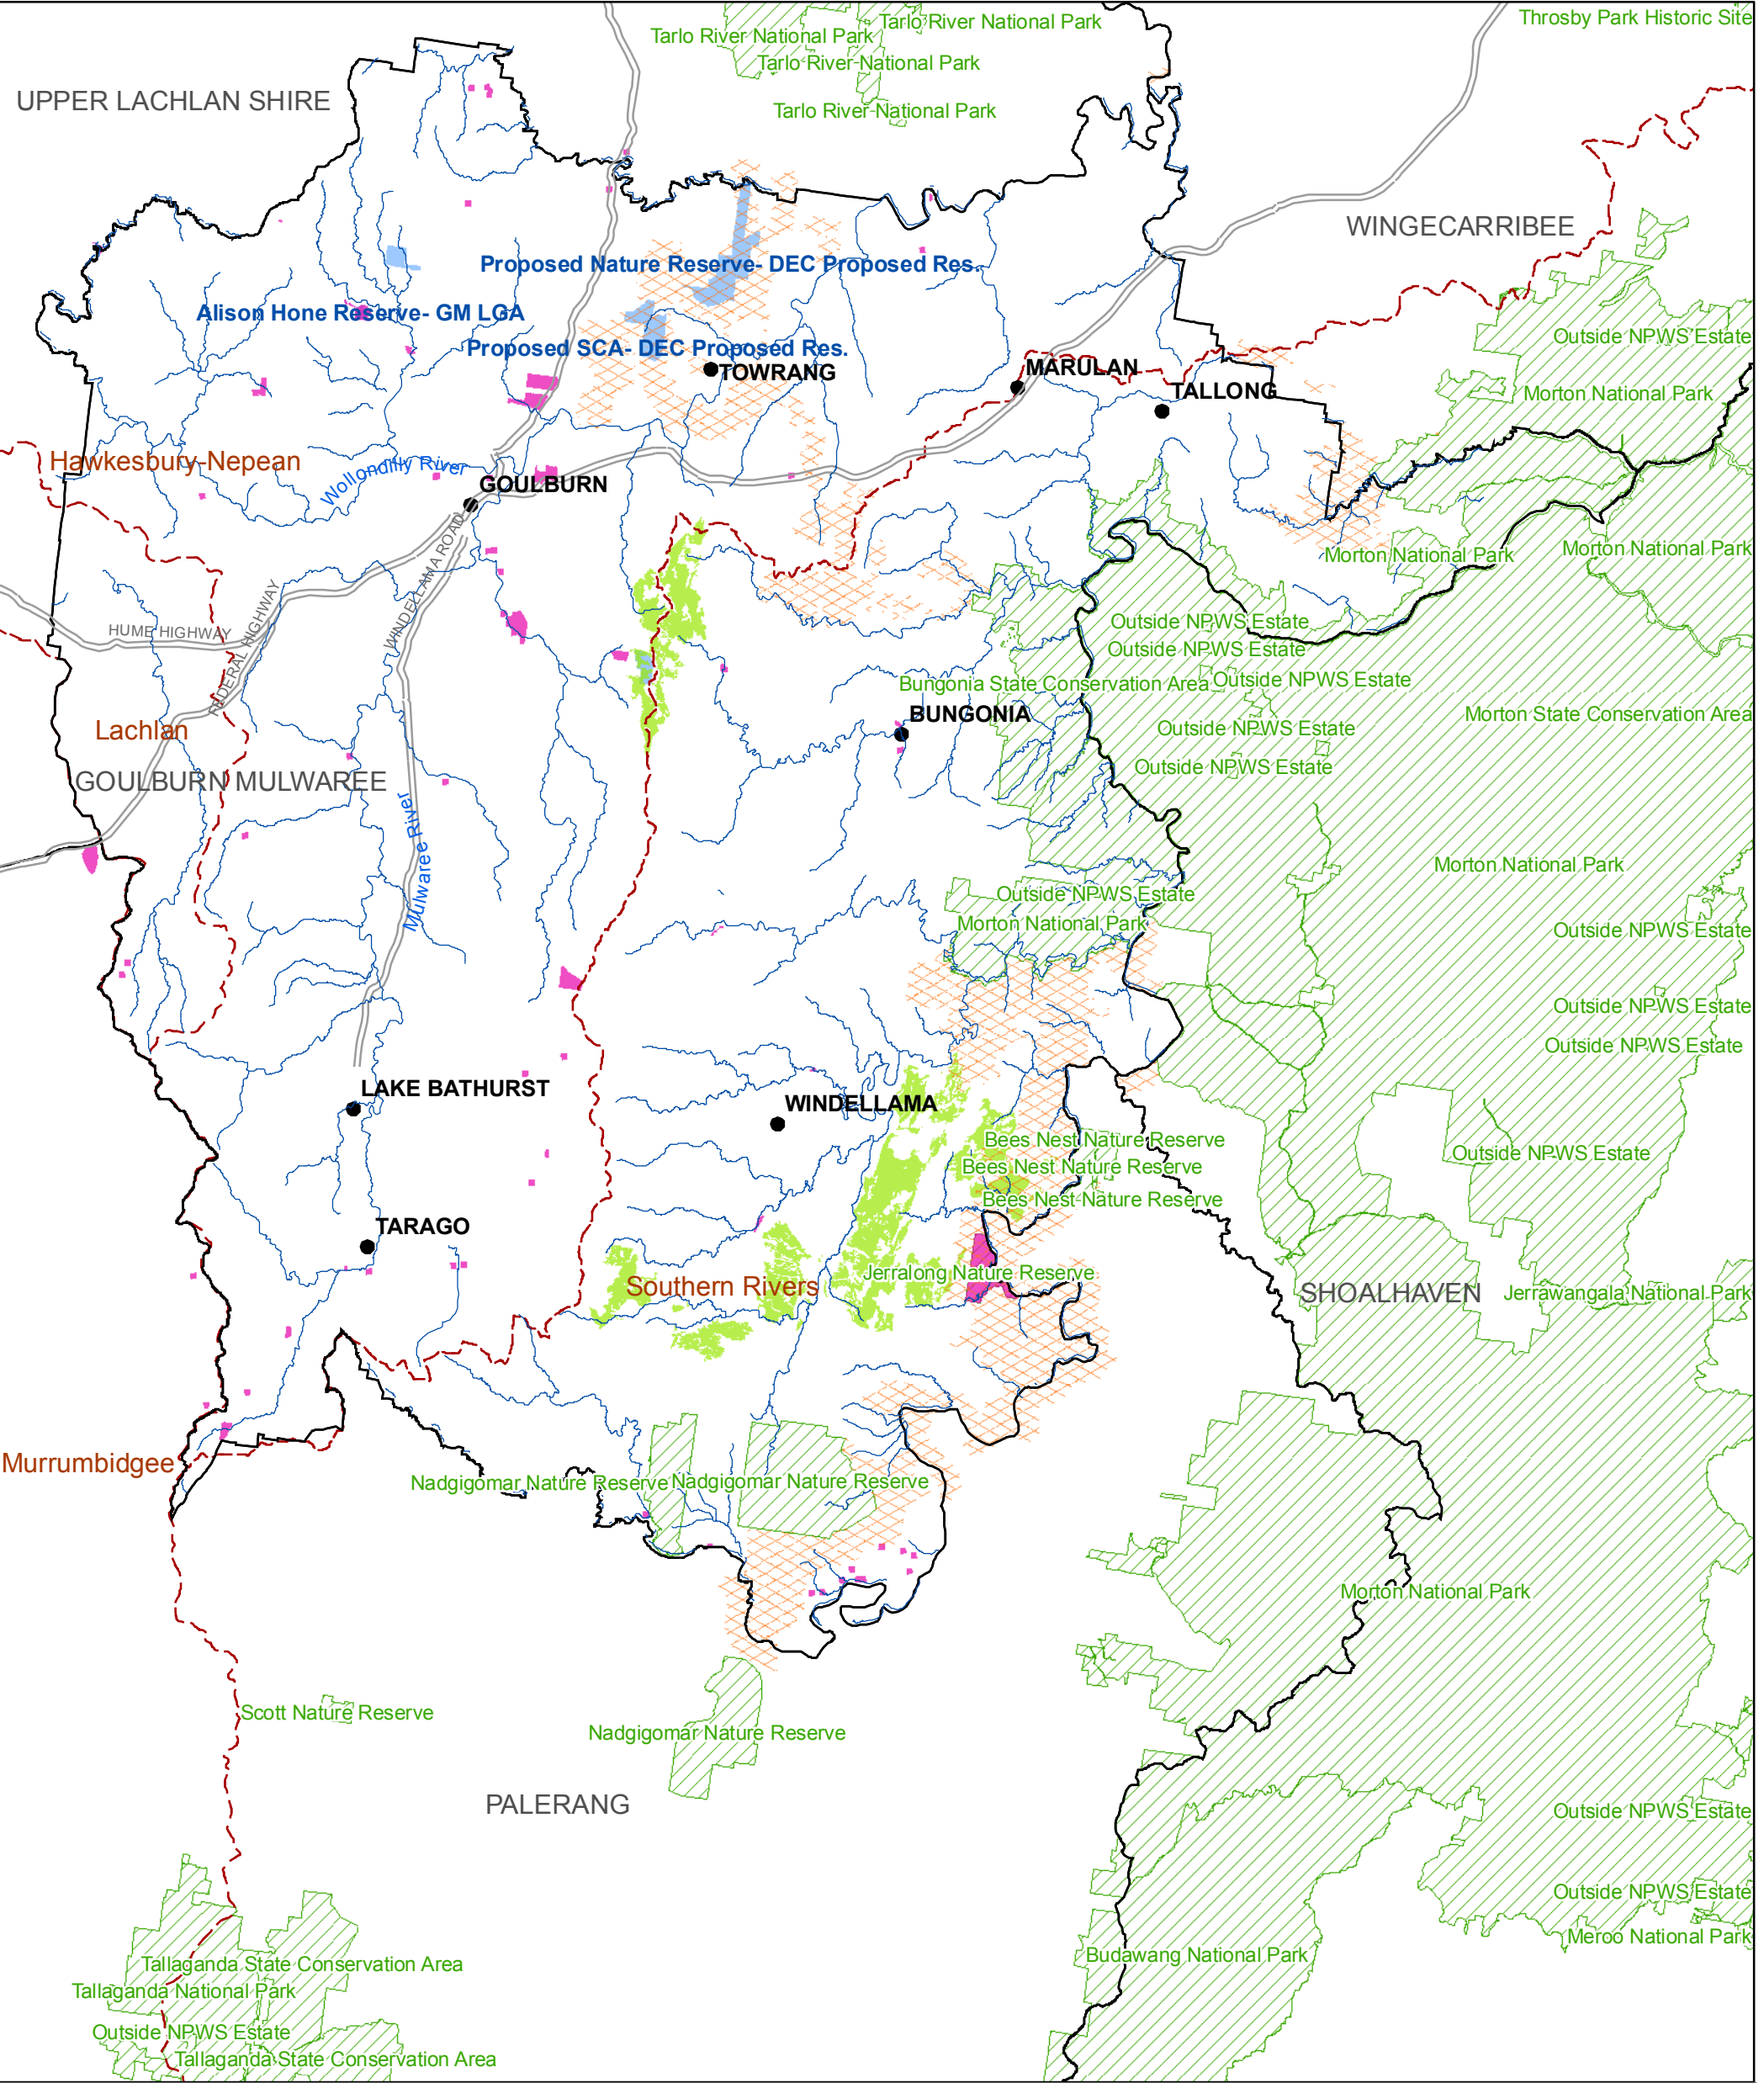 Throsby Park Historic Site
Tarlo River National Park
Tarlo River National Park
Tarlo River National Park
Tarlo River National Park
UPPER LACHLAN SHIRE
WINGECARRIBEE
Proposed Nature Reserve- DEC Proposed Res.
Alison Hone Reserve- GM LGA
Outside NPWS Estate
Proposed SCA- DEC Proposed Res.
TOWRANG
MARULAN
TALLONG
Morton National Park
Hawkesbury-Nepean
Wollondilly River
GOULBURN
WINDELLAMA ROAD
Morton National Park
Morton National Park
HUME HIGHWAY
FEDERAL HIGHWAY
Outside NPWS Estate
Outside NPWS Estate
Bungonia State Conservation Area
Outside NPWS Estate
BUNGONIA
Morton State Conservation Area
Lachlan
Outside NPWS Estate
Outside NPWS Estate
GOULBURN MULWAREE
Mulwaree River
Morton National Park
Outside NPWS Estate
Morton National Park
Outside NPWS Estate
Outside NPWS Estate
Outside NPWS Estate
LAKE BATHURST
WINDELLAMA
Bees Nest Nature Reserve
Outside NPWS Estate
Bees Nest Nature Reserve
Bees Nest Nature Reserve
TARAGO
Southern Rivers
Jerralong Nature Reserve
SHOALHAVEN
Jerrawangala National Park
Murrumbidgee
Nadgigomar Nature Reserve
Nadgigomar Nature Reserve
Morton National Park
Scott Nature Reserve
Nadgigomar Nature Reserve
PALERANG
Outside NPWS Estate
Outside NPWS Estate
Meroo National Park
Budawang National Park
Tallaganda State Conservation Area
Tallaganda National Park
Outside NPWS Estate
Tallaganda State Conservation Area